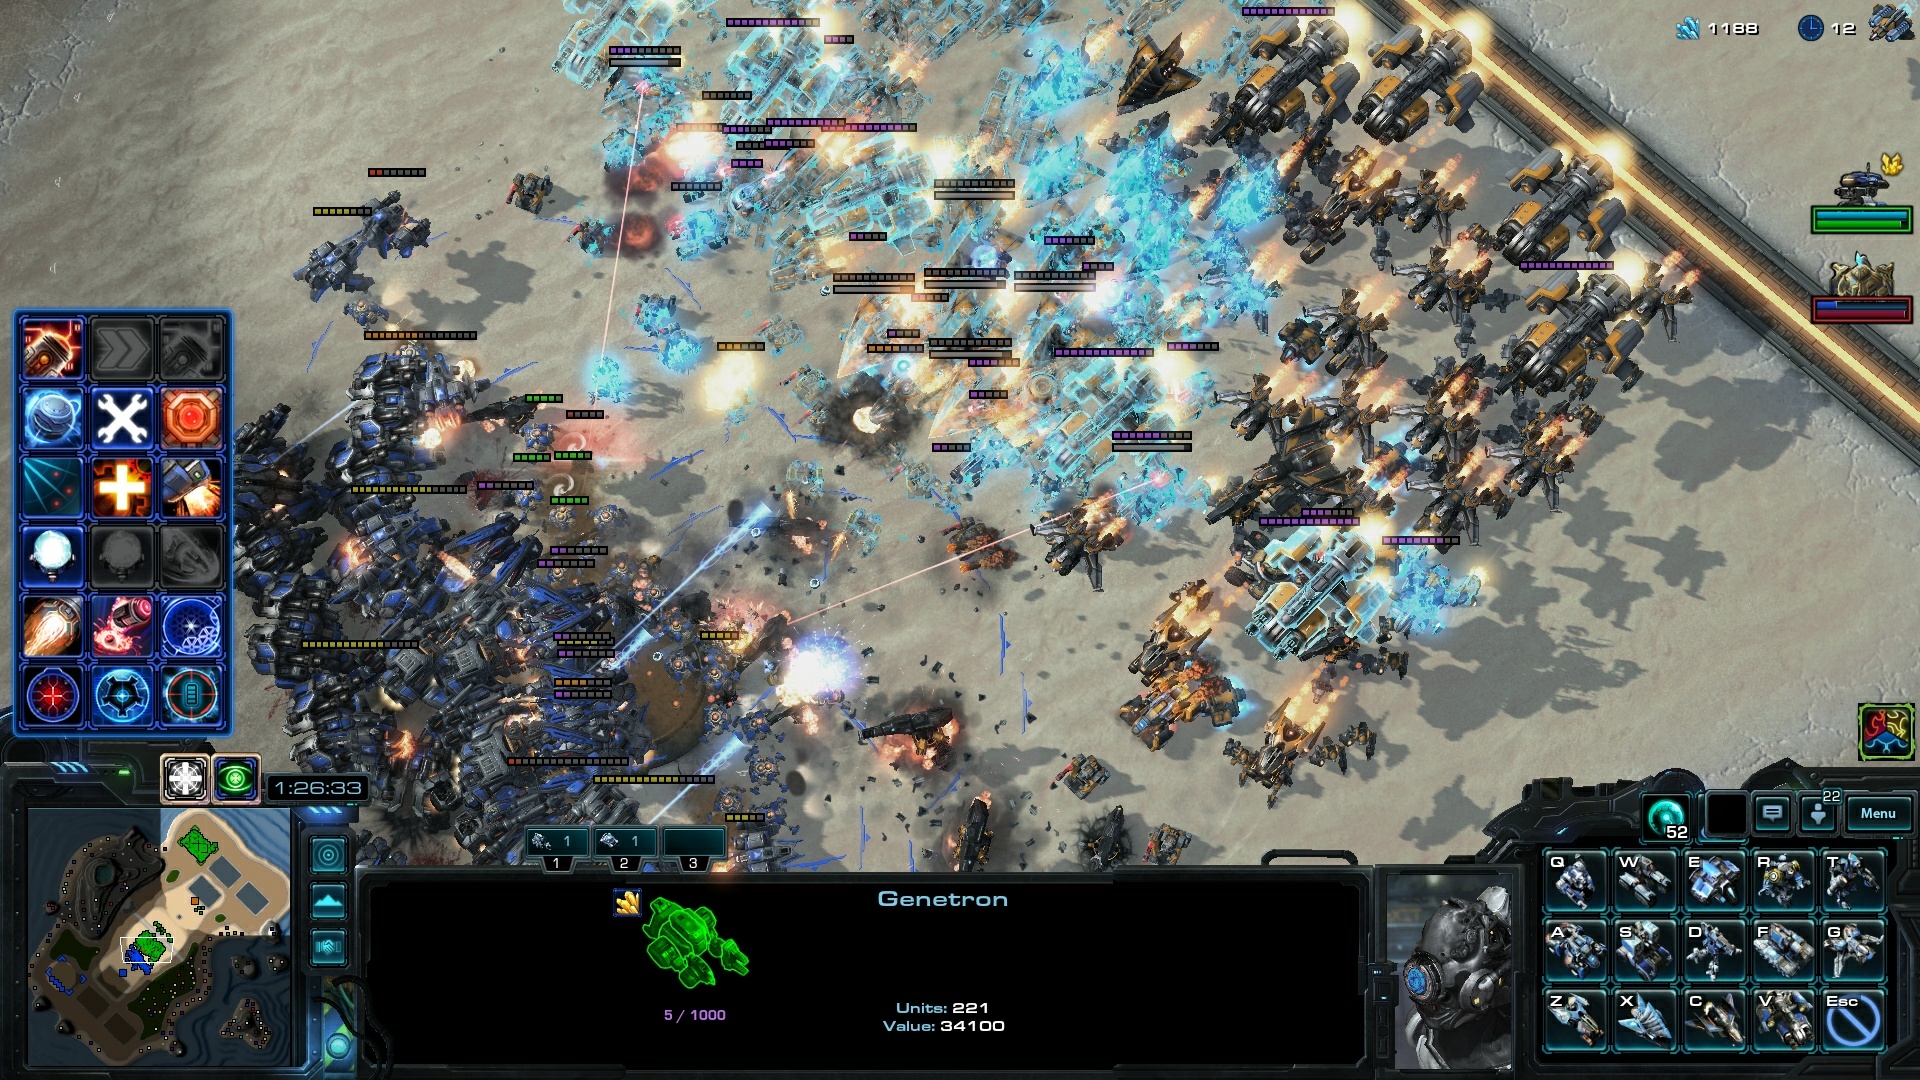 1188
12
1:26:33
1
1
1
2
3
Genetron
5 / 1000
Units: 221
Value: 34100
52
22
Menu
Q W E R T
A S D F G
Z X C V Esc